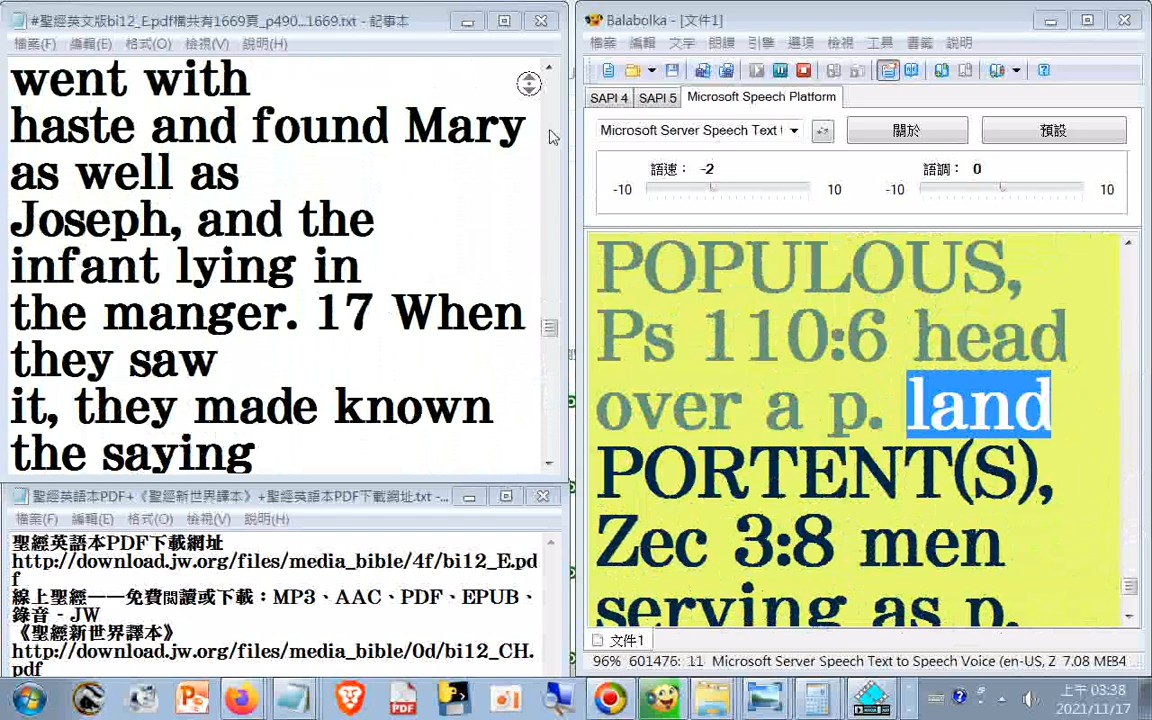 #聖經英文版bi12_E.pdf檔共有1669頁_p490...1669.txt - 記事本
檔案(F) 編輯(E) 格式(O) 檢視(V) 說明(H)
went with
haste and found Mary
as well as
Joseph, and the
infant lying in
the manger. 17 When
they saw
it, they made known
the saying
聖經英語本PDF+《聖經新世界譯本》+聖經英語本PDF下載網址.txt -...
檔案(F) 編輯(E) 格式(O) 檢視(V) 說明(H)
聖經英語本PDF下載網址
http://download.jw.org/files/media_bible/4f/bi12_E.pd
f
線上聖經——免費閱讀或下載：MP3、AAC、PDF、EPUB、
錄音 - JW
《聖經新世界譯本》
http://download.jw.org/files/media_bible/0d/bi12_CH.
pdf
Balabolka - [文件1]
檔案 編輯 文字 朗讀 引擎 選項 檢視 工具 書籤 說明
SAPI 4 SAPI 5 Microsoft Speech Platform
Microsoft Server Speech Text 關於 預設
語速： -2 語調： 0
-10 10 -10 10
POPULOUS,
Ps 110:6 head
over a p. land
PORTENT(S),
Zec 3:8 men
serving as p.
文件1
96% 601476: 11 Microsoft Server Speech Text to Speech Voice (en-US, Z 7.08 MB
PDF
上午 03:38
2021/11/17